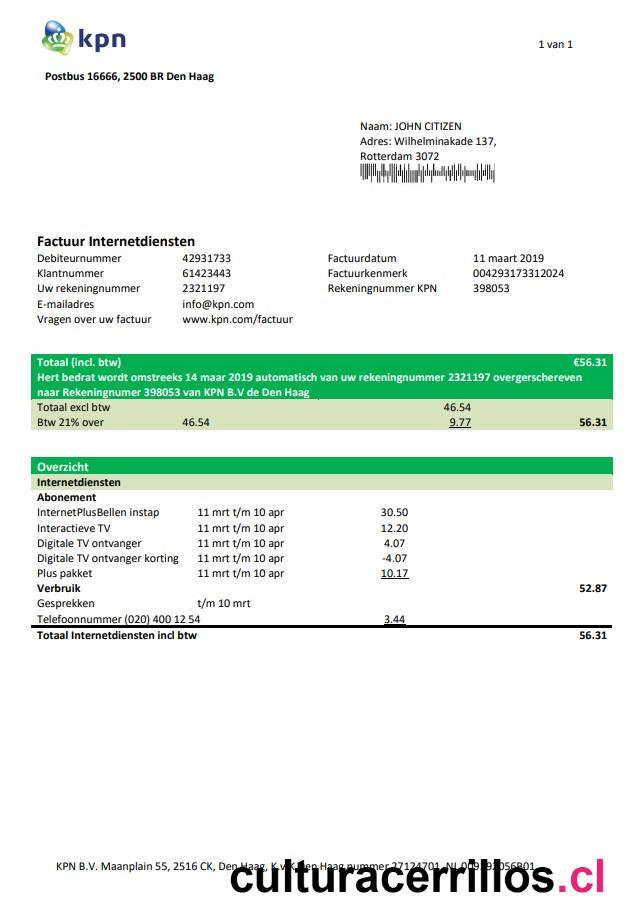 kpn
1 van 1
Postbus 16666, 2500 BR Den Haag
Naam: JOHN CITIZEN
Adres: Wilhelminakade 137,
Rotterdam 3072
Factuur Internetdiensten
Debiteurnummer 42931733 Factuurdatum 11 maart 2019
Klantnummer 61423443 Factuurkenmerk 004293173312024
Uw rekeningnummer 2321197 Rekeningnummer KPN 398053
E-mailadres info@kpn.com
Vragen over uw factuur www.kpn.com/factuur
Totaal (incl. btw) €56.31
Hert bedrat wordt omstreeks 14 maar 2019 automatisch van uw rekeningnummer 2321197 overgerschereven
naar Rekeningnumer 398053 van KPN B.V de Den Haag
Totaal excl btw 46.54
Btw 21% over 46.54 9.77 56.31
Overzicht
Internetdiensten
Abonement
InternetPlusBellen instap 11 mrt t/m 10 apr 30.50
Interactieve TV 11 mrt t/m 10 apr 12.20
Digitale TV ontvanger 11 mrt t/m 10 apr 4.07
Digitale TV ontvanger korting 11 mrt t/m 10 apr -4.07
Plus pakket 11 mrt t/m 10 apr 10.17
Verbruik 52.87
Gesprekken t/m 10 mrt
Telefoonnummer (020) 400 12 54 3.44
Totaal Internetdiensten incl btw 56.31
KPN B.V. Maanplain 55, 2516 CK, Den Haag, K.v.K. Den Haag nummer 27124701, NL
culturacerrillos.cl